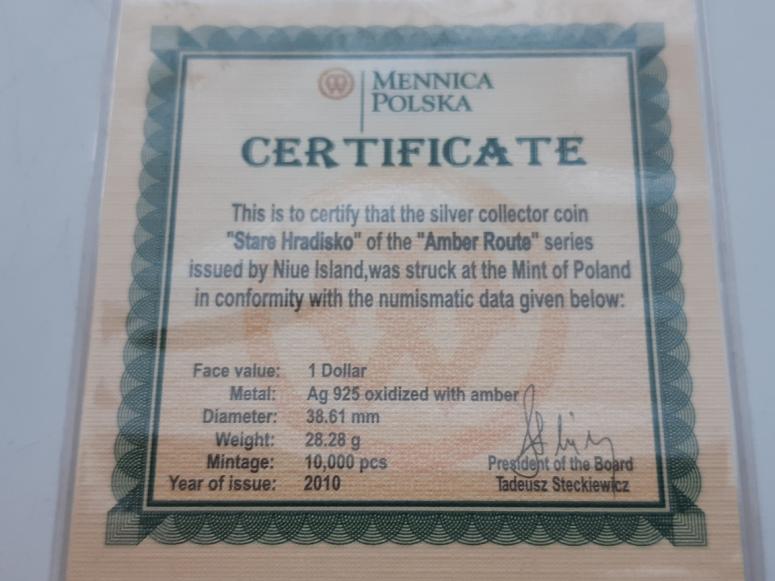 MENNICA
POLSKA
CERTIFICATE
This is to certify that the silver collector coin
"Stare Hradisko" of the "Amber Route" series
issued by Niue Island,was struck at the Mint of Poland
in conformity with the numismatic data given below:
Face value: 1 Dollar
Metal: Ag 925 oxidized with amber
Diameter: 38.61 mm
Weight: 28.28 g
Mintage: 10,000 pcs
Year of issue: 2010
President of the Board
Tadeusz Steckiewicz